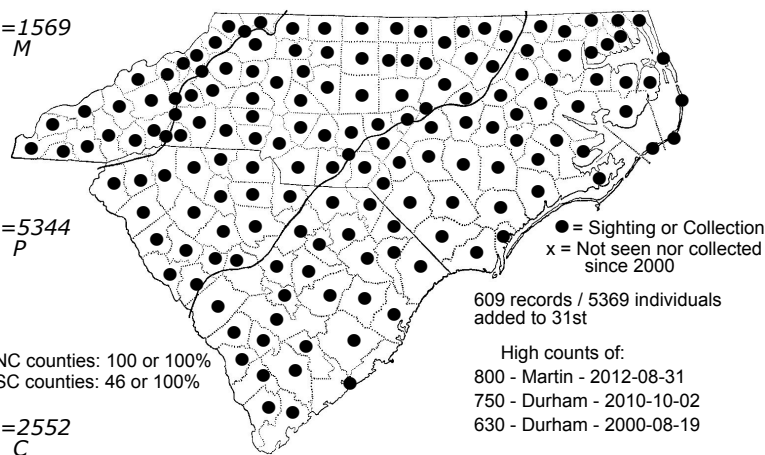 =1569
M
=5344
P
= Sighting or Collection
x = Not seen nor collected
since 2000
609 records / 5369 individuals
added to 31st
High counts of:
NC counties: 100 or 100%
SC counties: 46 or 100%
800 - Martin - 2012-08-31
750 - Durham - 2010-10-02
630 - Durham - 2000-08-19
=2552
C